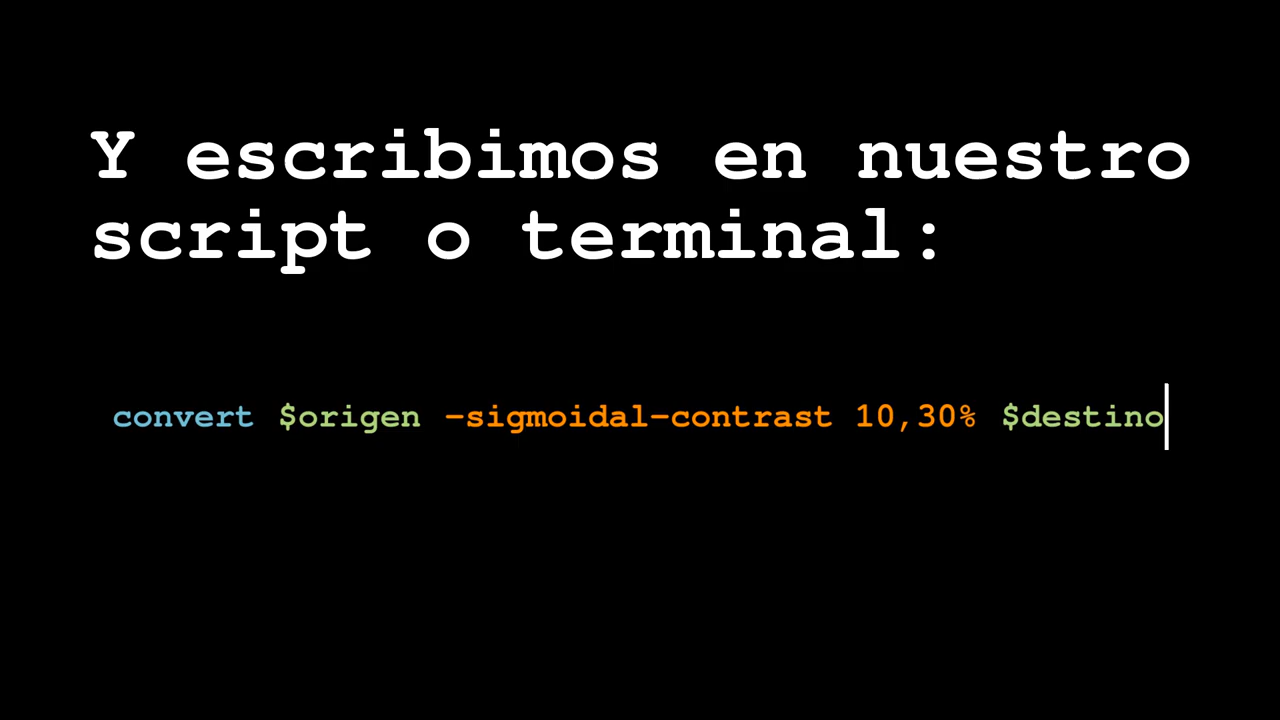 Y escribimos en nuestro
script o terminal:
convert $origen -sigmoidal-contrast 10,30% $destino